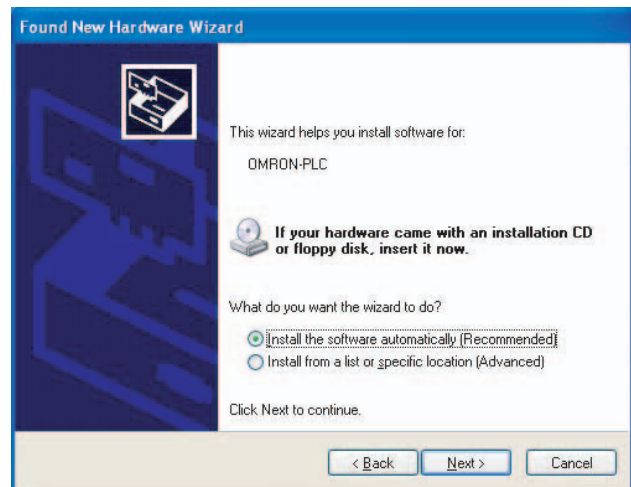 Found New Hardware Wizard
This wizard helps you install software for:
OMRON-PLC
If your hardware came with an installation CD
or floppy disk, insert it now.
What do you want the wizard to do?
Install the software automatically (Recommended)
Install from a list or specific location (Advanced)
Click Next to continue.
< Back
Next >
Cancel